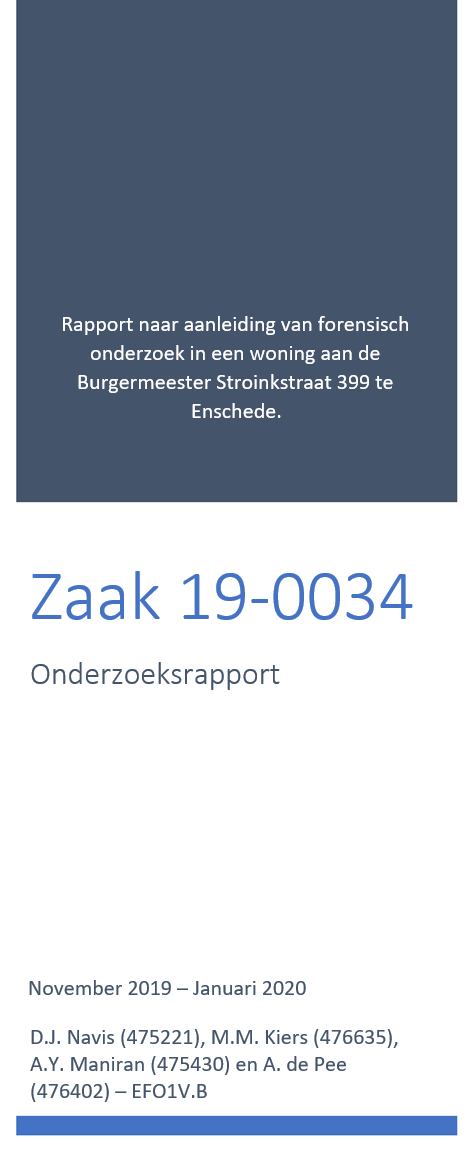 Rapport naar aanleiding van forensisch
onderzoek in een woning aan de
Burgermeester Stroinkstraat 399 te
Enschede.
Zaak 19-0034
Onderzoeksrapport
November 2019 – Januari 2020
D.J. Navis (475221), M.M. Kiers (476635),
A.Y. Maniran (475430) en A. de Pee
(476402) – EFO1V.B